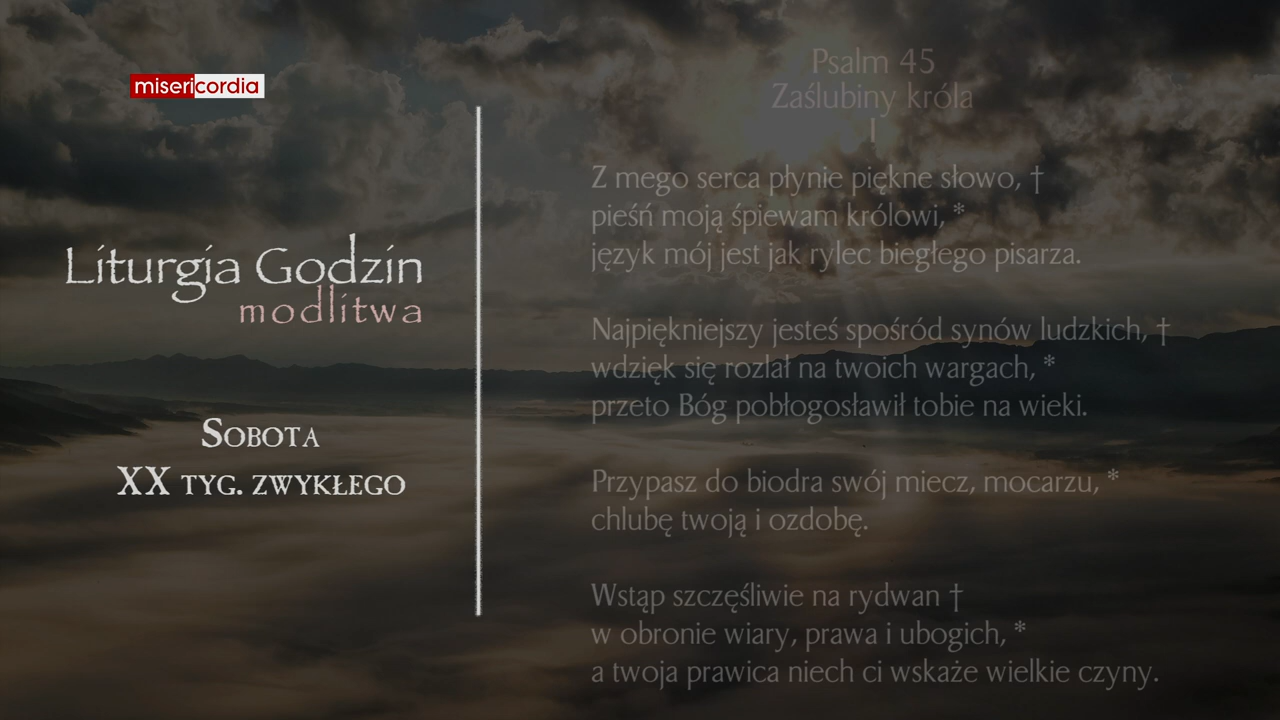 misericordia
Liturgia Godzin
modlitwa
Sobota
XX tyg. zwykłego
Psalm 45
Zaślubiny króla
I
Z mego serca płynie piękne słowo, †
pieśń moją śpiewam królowi, *
język mój jest jak rylec biegłego pisarza.
Najpiękniejszy jesteś spośród synów ludzkich, †
wdzięk się rozlał na twoich wargach, *
przeto Bóg pobłogosławił tobie na wieki.
Przypasz do biodra swój miecz, mocarzu, *
chlubę twoją i ozdobę.
Wstąp szczęśliwie na rydwan †
w obronie wiary, prawa i ubogich, *
a twoja prawica niech ci wskaże wielkie czyny.